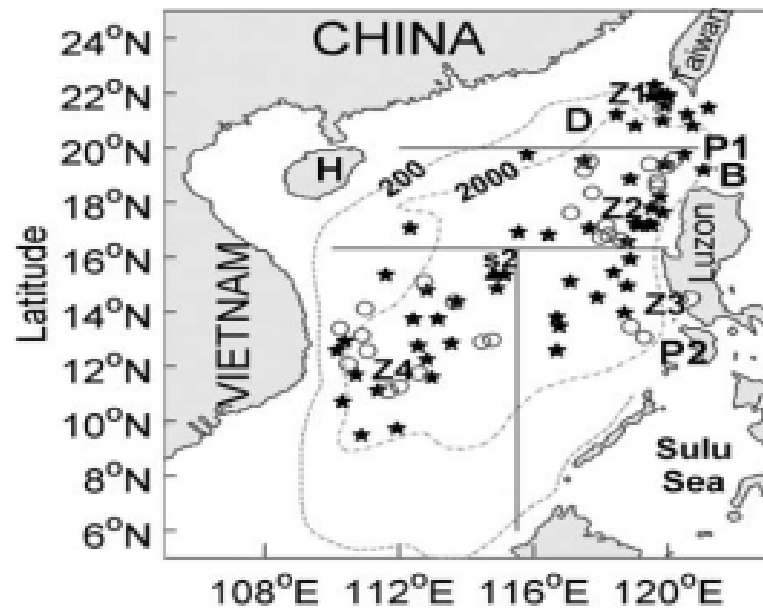 24°N
22°N
20°N
18°N
16°N
14°N
12°N
10°N
8°N
6°N
Latitude
CHINA
Taiwan
Z1
D
P1
B
H
200
2000
Z2
Luzon
VIETNAM
Z3
P2
Z4
Sulu
Sea
108°E
112°E
116°E
120°E